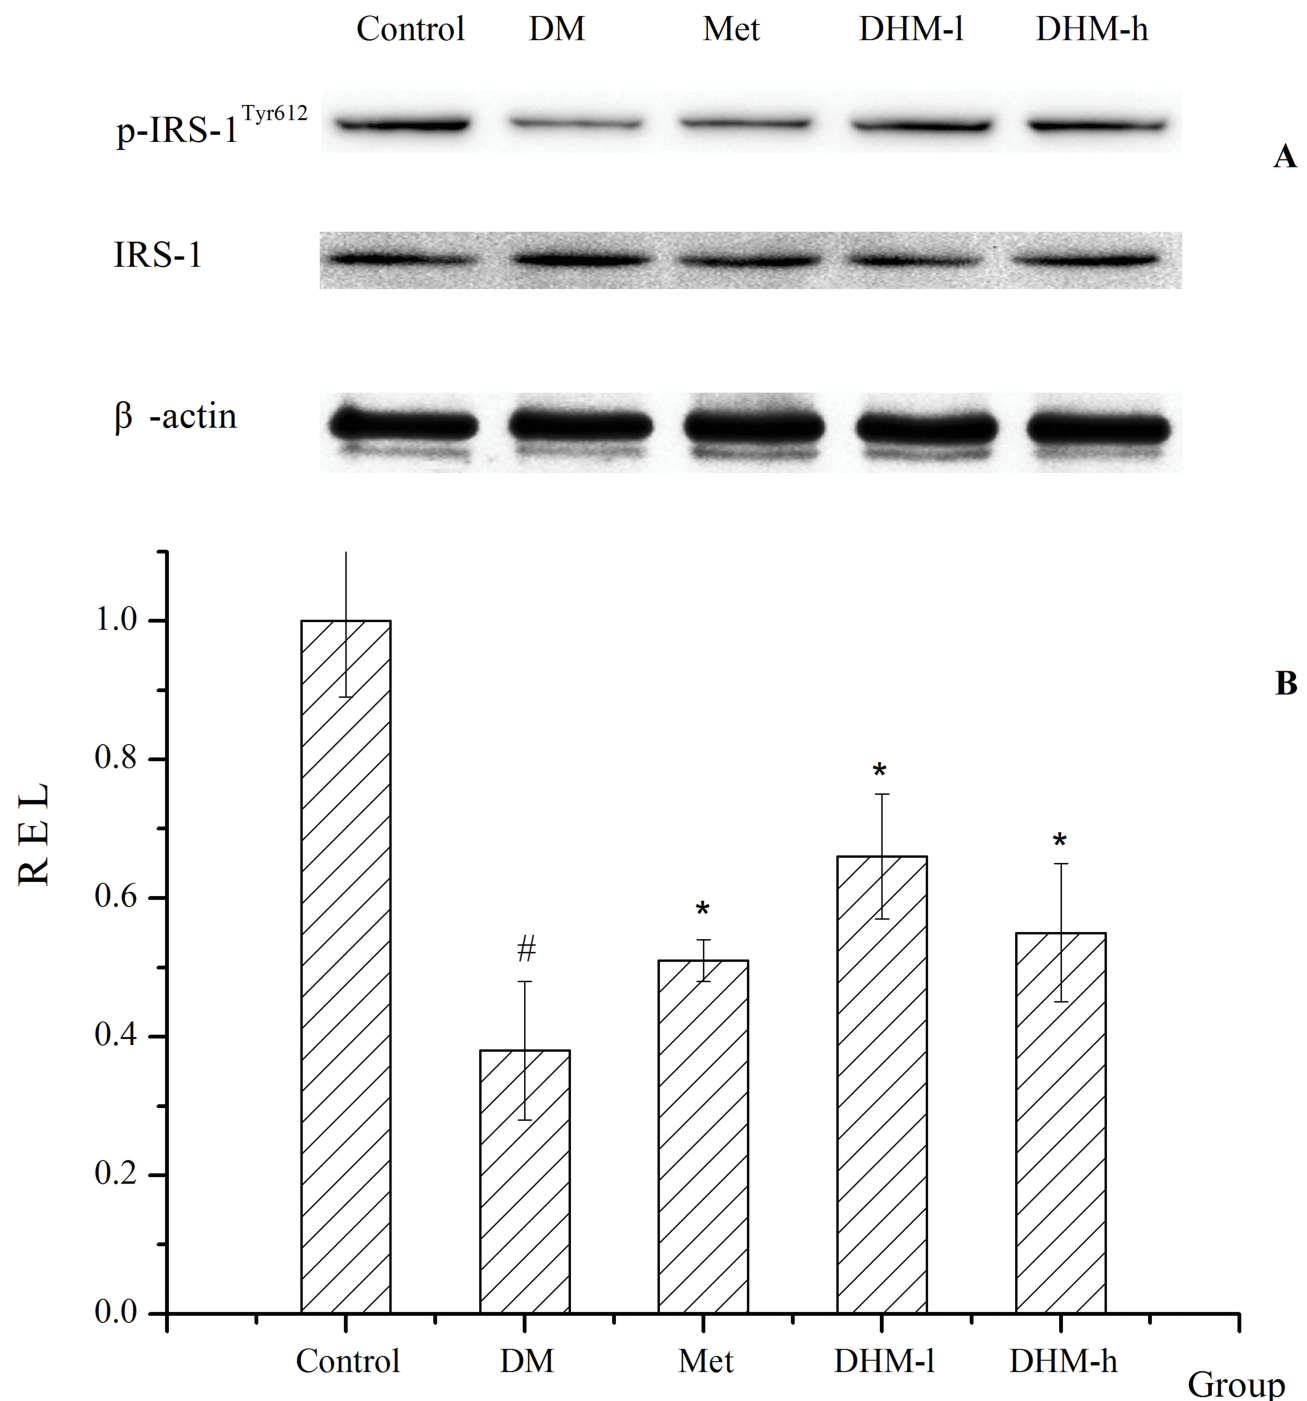 Control DM Met DHM-l DHM-h
p-IRS-1Tyr612
A
IRS-1
β -actin
B
REL
1.0
0.8
*
*
0.6
*
#
0.4
0.2
0.0
Control DM Met DHM-l DHM-h
Group